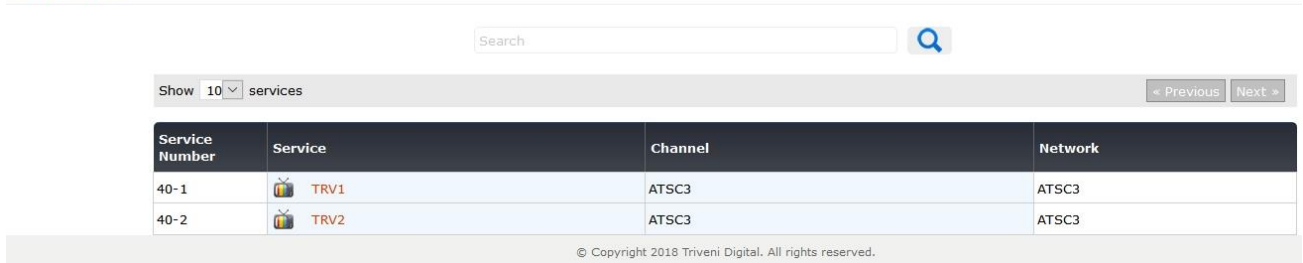 Search
Show 10 services « Previous Next »
Service Number Service Channel Network
40-1 TRV1 ATSC3 ATSC3
40-2 TRV2 ATSC3 ATSC3
© Copyright 2018 Triveni Digital. All rights reserved.